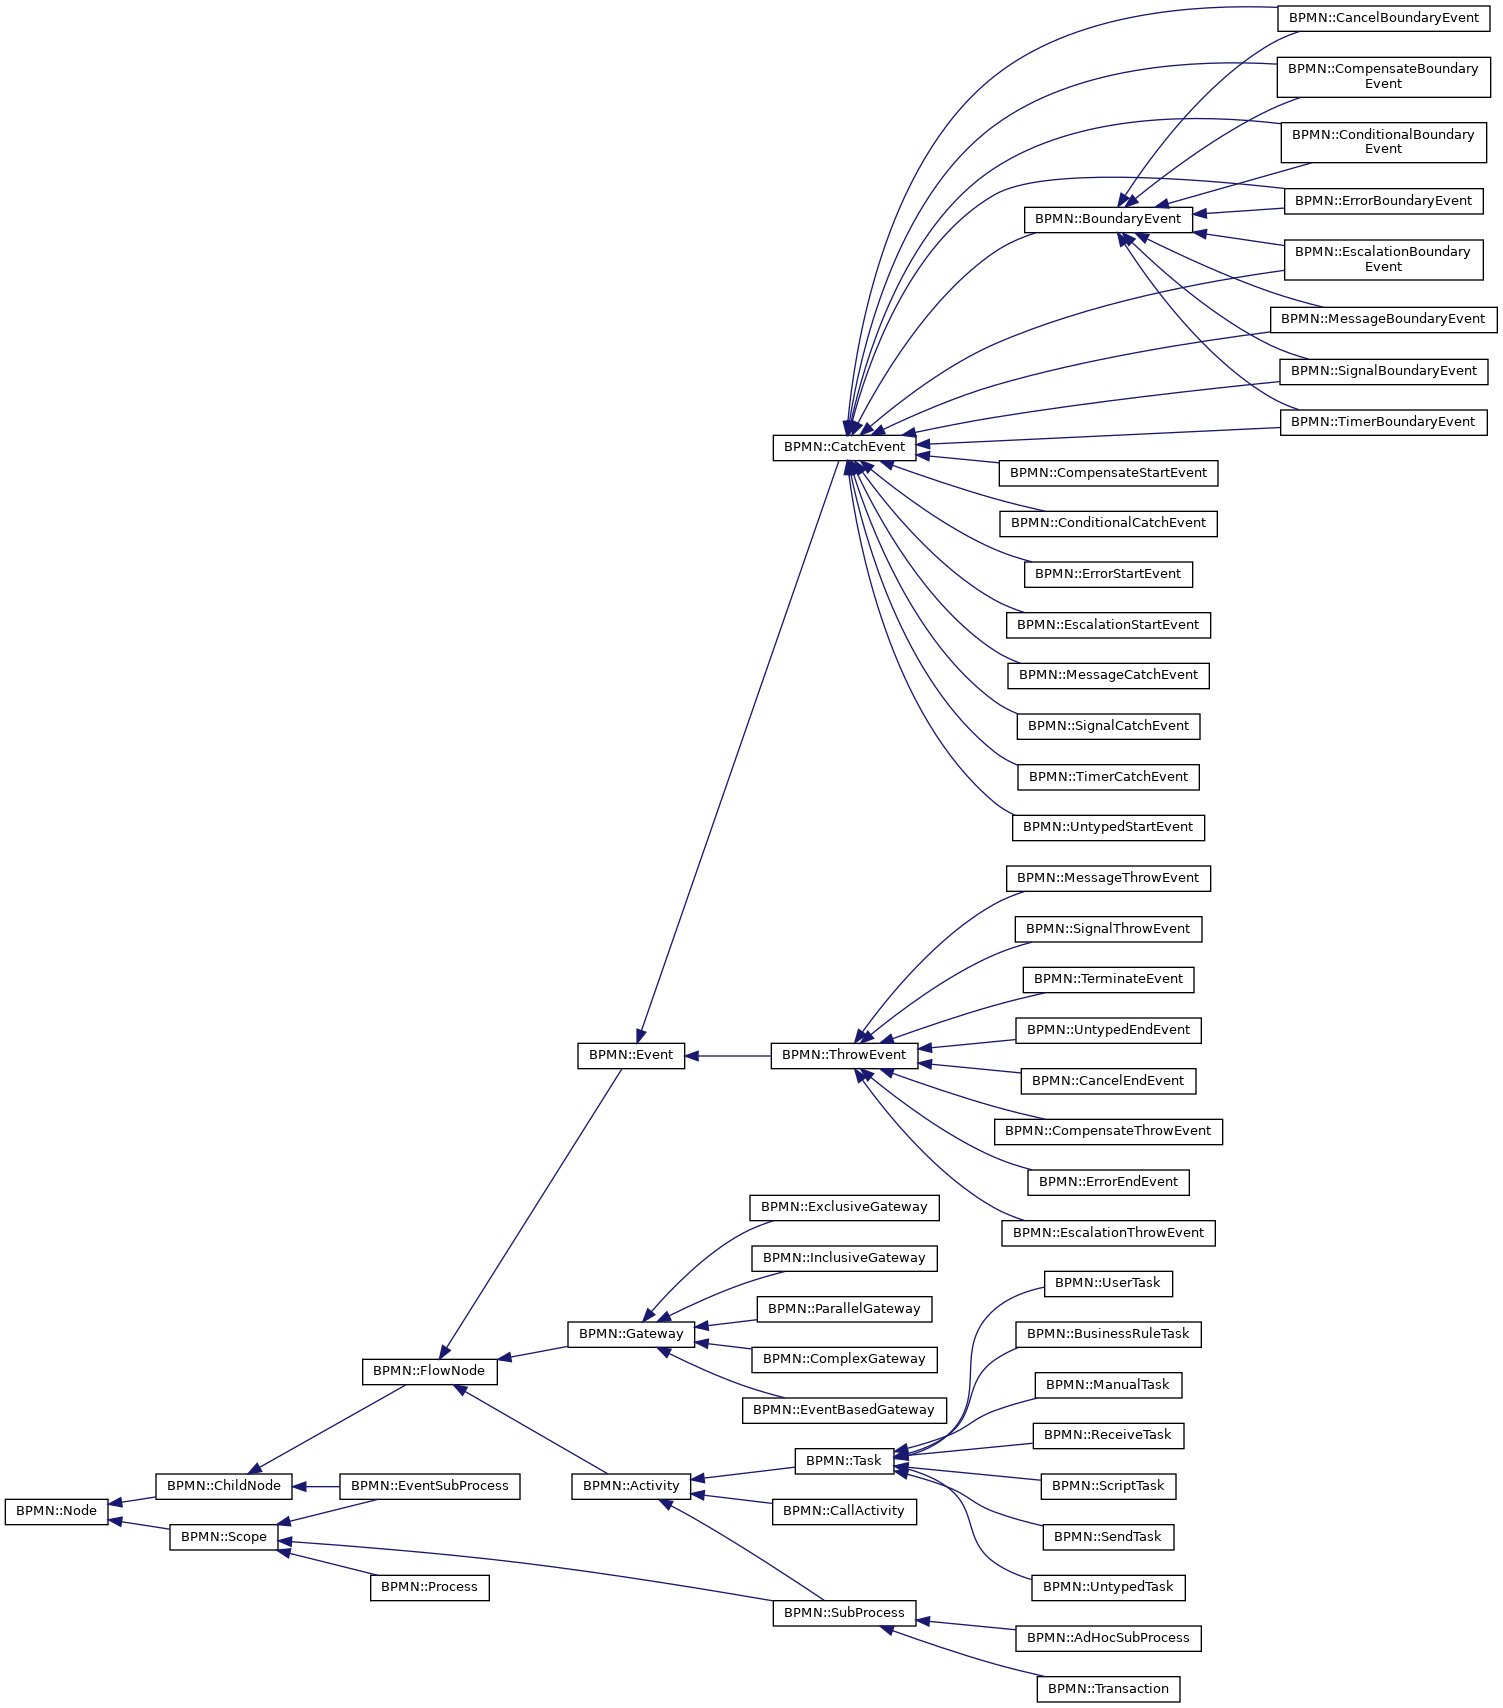 BPMN::CancelBoundaryEvent
BPMN::CompensateBoundary
Event
BPMN::ConditionalBoundary
Event
BPMN::ErrorBoundaryEvent
BPMN::BoundaryEvent
BPMN::EscalationBoundary
Event
BPMN::MessageBoundaryEvent
BPMN::SignalBoundaryEvent
BPMN::TimerBoundaryEvent
BPMN::CatchEvent
BPMN::CompensateStartEvent
BPMN::ConditionalCatchEvent
BPMN::ErrorStartEvent
BPMN::EscalationStartEvent
BPMN::MessageCatchEvent
BPMN::SignalCatchEvent
BPMN::TimerCatchEvent
BPMN::UntypedStartEvent
BPMN::MessageThrowEvent
BPMN::SignalThrowEvent
BPMN::TerminateEvent
BPMN::UntypedEndEvent
BPMN::Event
BPMN::ThrowEvent
BPMN::CancelEndEvent
BPMN::CompensateThrowEvent
BPMN::ErrorEndEvent
BPMN::ExclusiveGateway
BPMN::EscalationThrowEvent
BPMN::InclusiveGateway
BPMN::UserTask
BPMN::ParallelGateway
BPMN::Gateway
BPMN::BusinessRuleTask
BPMN::ComplexGateway
BPMN::FlowNode
BPMN::ManualTask
BPMN::EventBasedGateway
BPMN::ReceiveTask
BPMN::Task
BPMN::ChildNode
BPMN::EventSubProcess
BPMN::Activity
BPMN::ScriptTask
BPMN::Node
BPMN::CallActivity
BPMN::Scope
BPMN::SendTask
BPMN::Process
BPMN::UntypedTask
BPMN::SubProcess
BPMN::AdHocSubProcess
BPMN::Transaction